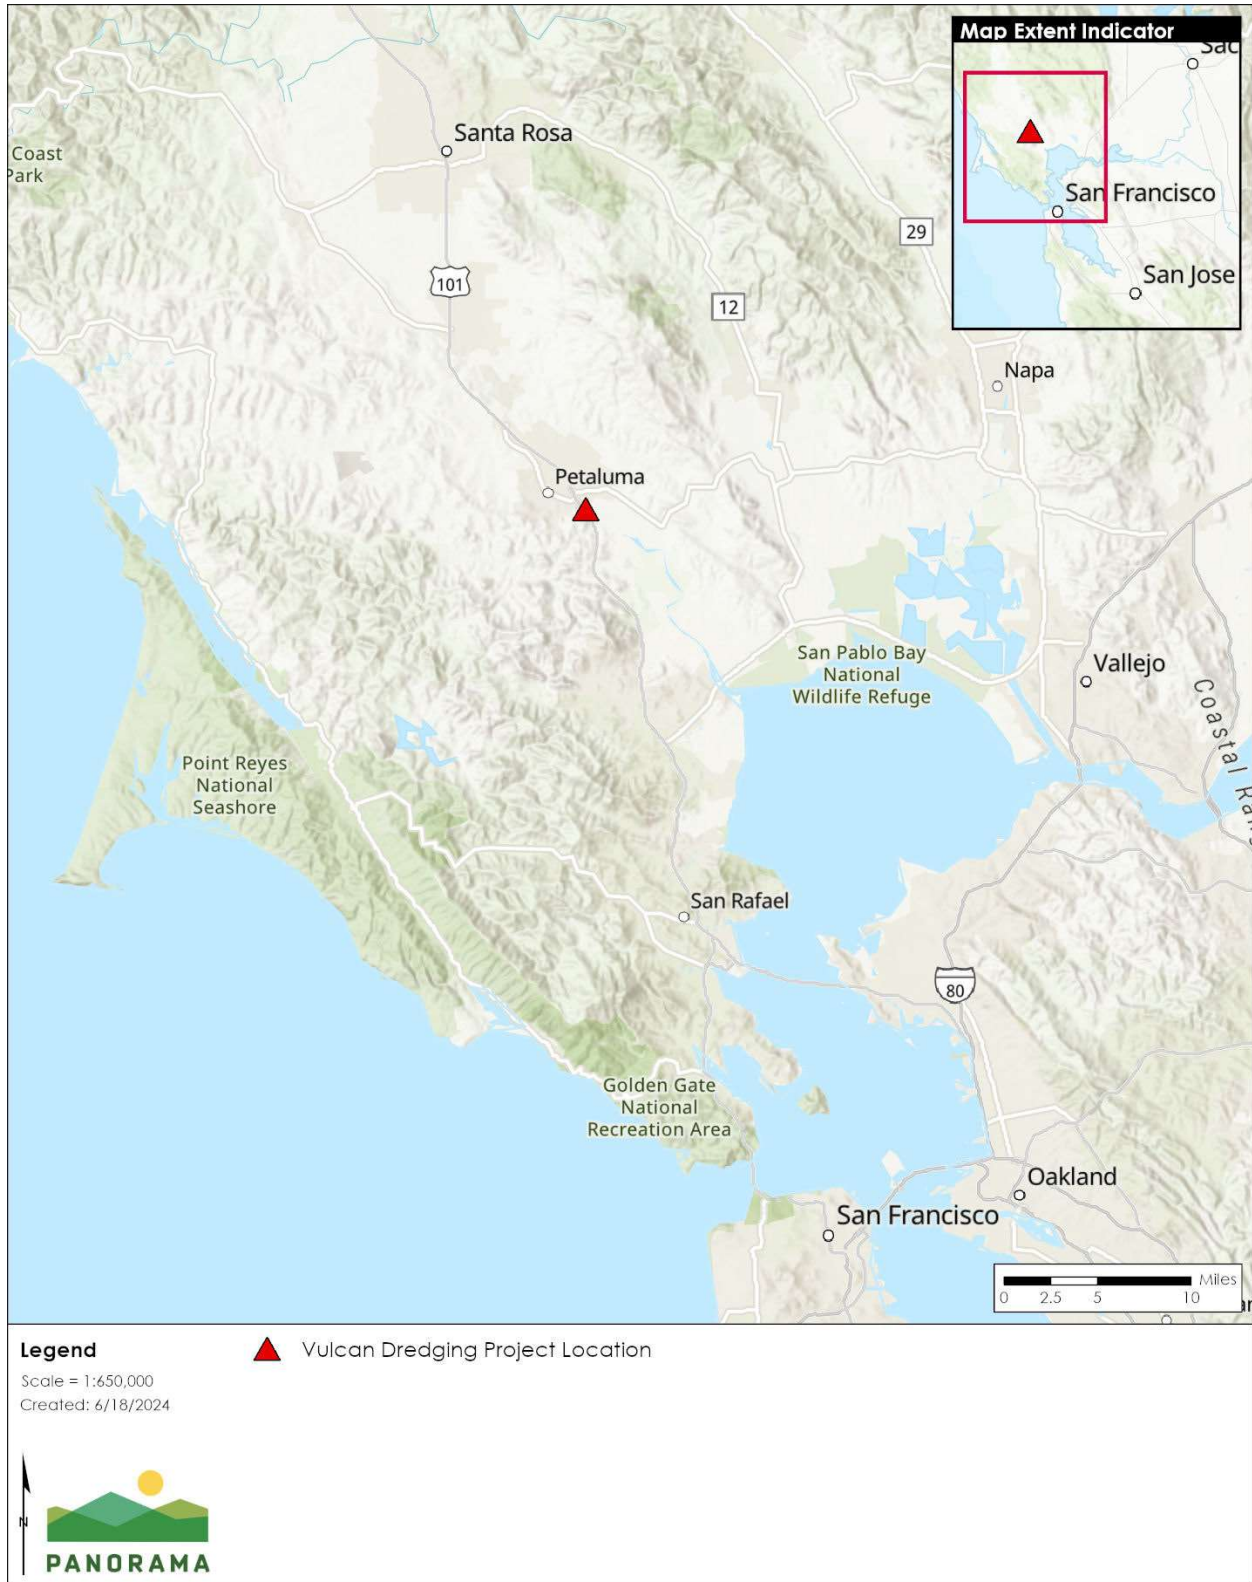 Map Extent Indicator
Sac
San Francisco
San Jose
Coast
Park
Santa Rosa
29
101
12
Napa
Petaluma
San Pablo Bay
National
Wildlife Refuge
Vallejo
Coastal Ran
Point Reyes
National
Seashore
San Rafael
80
Golden Gate
National
Recreation Area
Oakland
San Francisco
Miles
0 2.5 5 10
Legend
Vulcan Dredging Project Location
Scale = 1:650,000
Created: 6/18/2024
N
PANORAMA